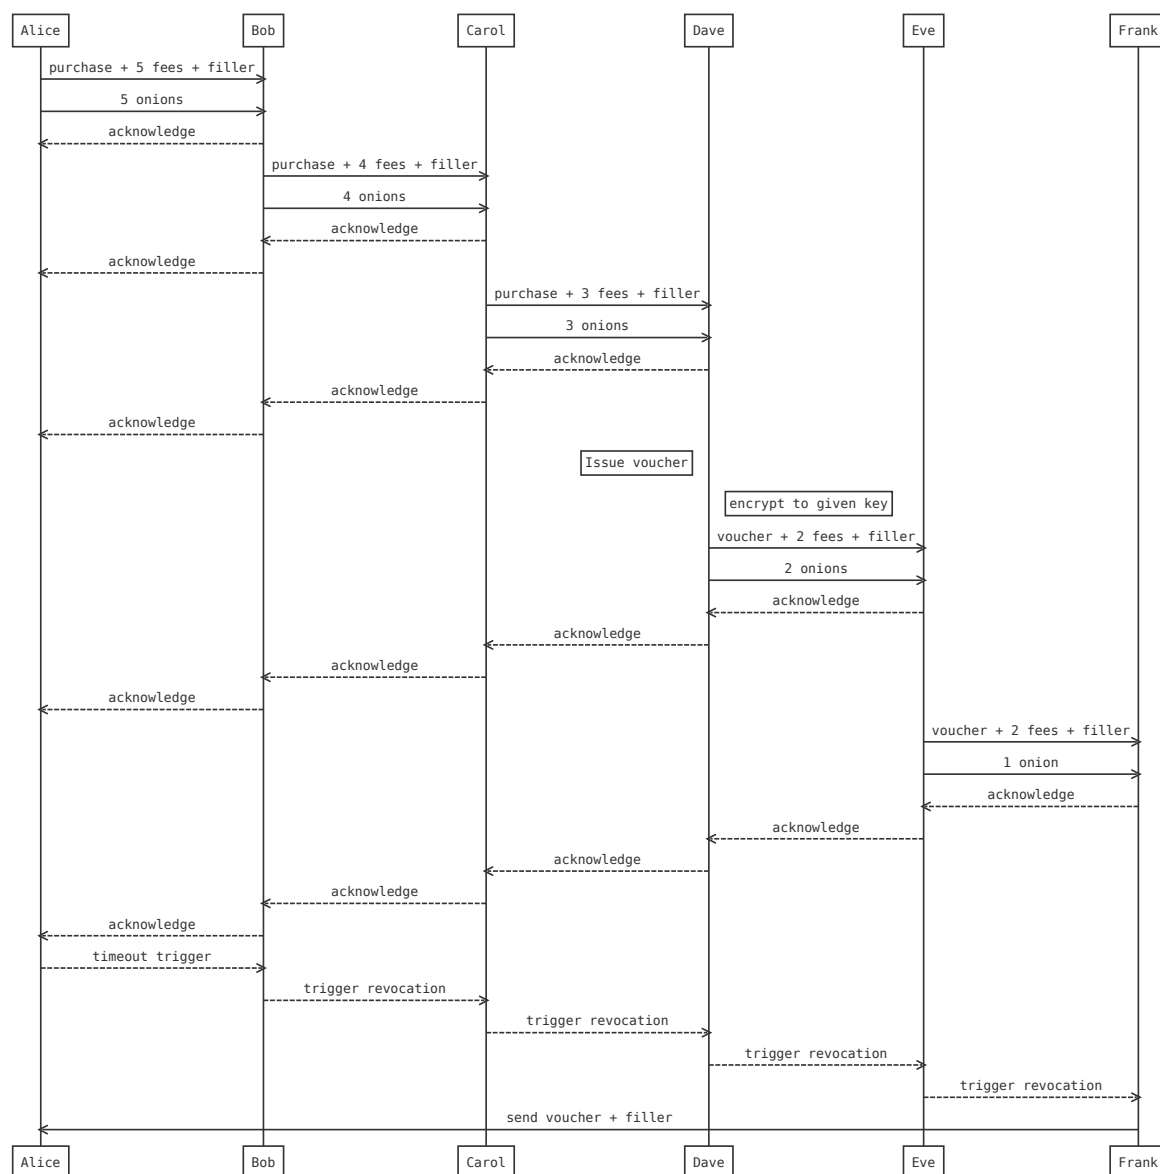 Alice Bob Carol Dave Eve Frank
purchase + 5 fees + filler
5 onions
acknowledge
purchase + 4 fees + filler
4 onions
acknowledge
acknowledge
purchase + 3 fees + filler
3 onions
acknowledge
acknowledge
acknowledge
Issue voucher
encrypt to given key
voucher + 2 fees + filler
2 onions
acknowledge
acknowledge
acknowledge
acknowledge
voucher + 2 fees + filler
1 onion
acknowledge
acknowledge
acknowledge
acknowledge
acknowledge
timeout trigger
trigger revocation
trigger revocation
trigger revocation
trigger revocation
send voucher + filler
Alice Bob Carol Dave Eve Frank